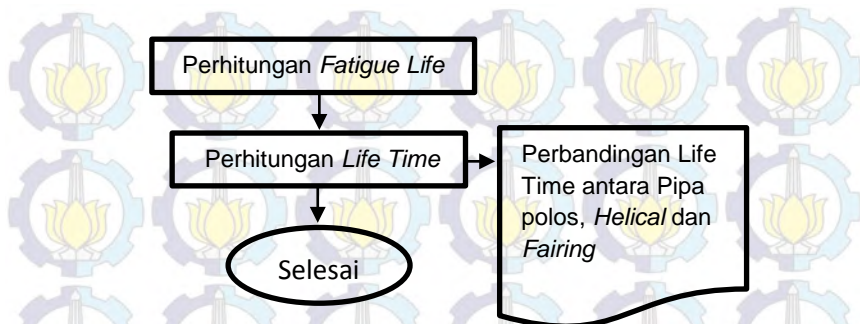 Perhitungan Fatigue Life
Perhitungan Life Time
Perbandingan Life
Time antara Pipa
polos, Helical dan
Fairing
Selesai